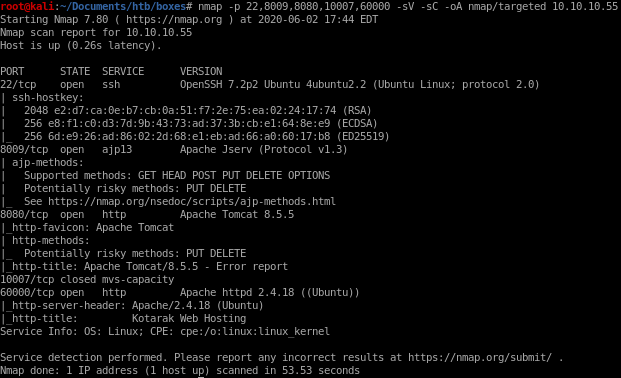 root@kali:~/Documents/htb/boxes# nmap -p 22,8009,8080,10007,60000 -sV -sC -oA nmap/targeted 10.10.10.55
Starting Nmap 7.80 ( https://nmap.org ) at 2020-06-02 17:44 EDT
Nmap scan report for 10.10.10.55
Host is up (0.26s latency).

PORT      STATE  SERVICE      VERSION
22/tcp    open   ssh          OpenSSH 7.2p2 Ubuntu 4ubuntu2.2 (Ubuntu Linux; protocol 2.0)
| ssh-hostkey:
|   2048 e2:d7:ca:0e:b7:cb:0a:51:f7:2e:75:ea:02:24:17:74 (RSA)
|   256 e8:f1:c0:d3:7d:9b:43:73:ad:37:3b:cb:e1:64:8e:e9 (ECDSA)
|_  256 6d:e9:26:ad:86:02:2d:68:e1:eb:ad:66:a0:60:17:b8 (ED25519)
8009/tcp  open   ajp13        Apache Jserv (Protocol v1.3)
| ajp-methods:
|   Supported methods: GET HEAD POST PUT DELETE OPTIONS
|   Potentially risky methods: PUT DELETE
|_  See https://nmap.org/nsedoc/scripts/ajp-methods.html
8080/tcp  open   http         Apache Tomcat 8.5.5
|_http-favicon: Apache Tomcat
| http-methods:
|_  Potentially risky methods: PUT DELETE
|_http-title: Apache Tomcat/8.5.5 - Error report
10007/tcp closed mvs-capacity
60000/tcp open   http         Apache httpd 2.4.18 ((Ubuntu))
|_http-server-header: Apache/2.4.18 (Ubuntu)
|_http-title:         Kotarak Web Hosting
Service Info: OS: Linux; CPE: cpe:/o:linux:linux_kernel

Service detection performed. Please report any incorrect results at https://nmap.org/submit/ .
Nmap done: 1 IP address (1 host up) scanned in 53.53 seconds